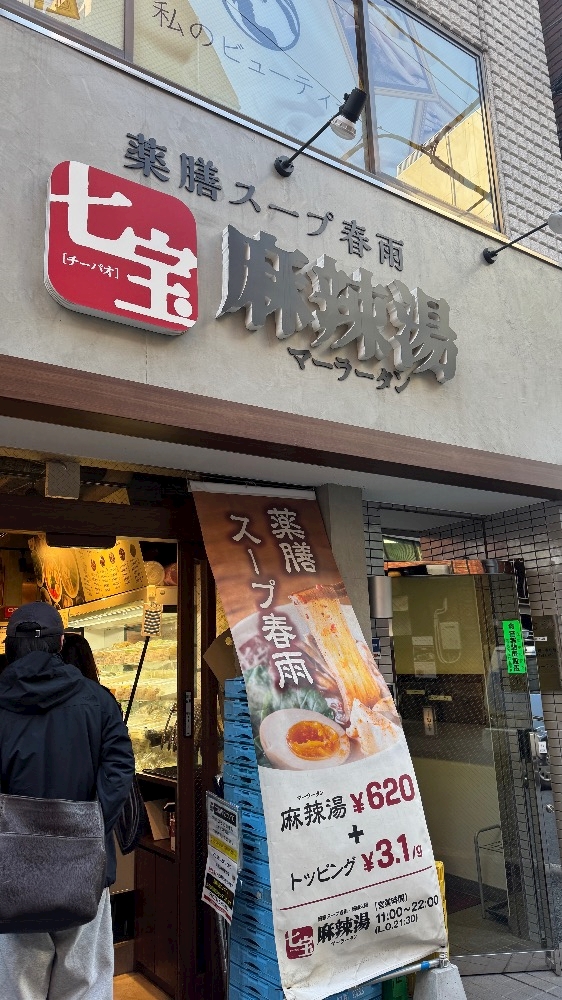 私のビューティ
薬膳スープ春雨
七宝
[チーパオ]
麻辣湯
マーラータン
薬膳
スープ春雨
マーラータン
麻辣湯 ¥620
+
トッピング ¥3.1/g
七宝
麻辣湯
マーラータン
[営業時間]
11:00~22:00
(L.O.21:30)